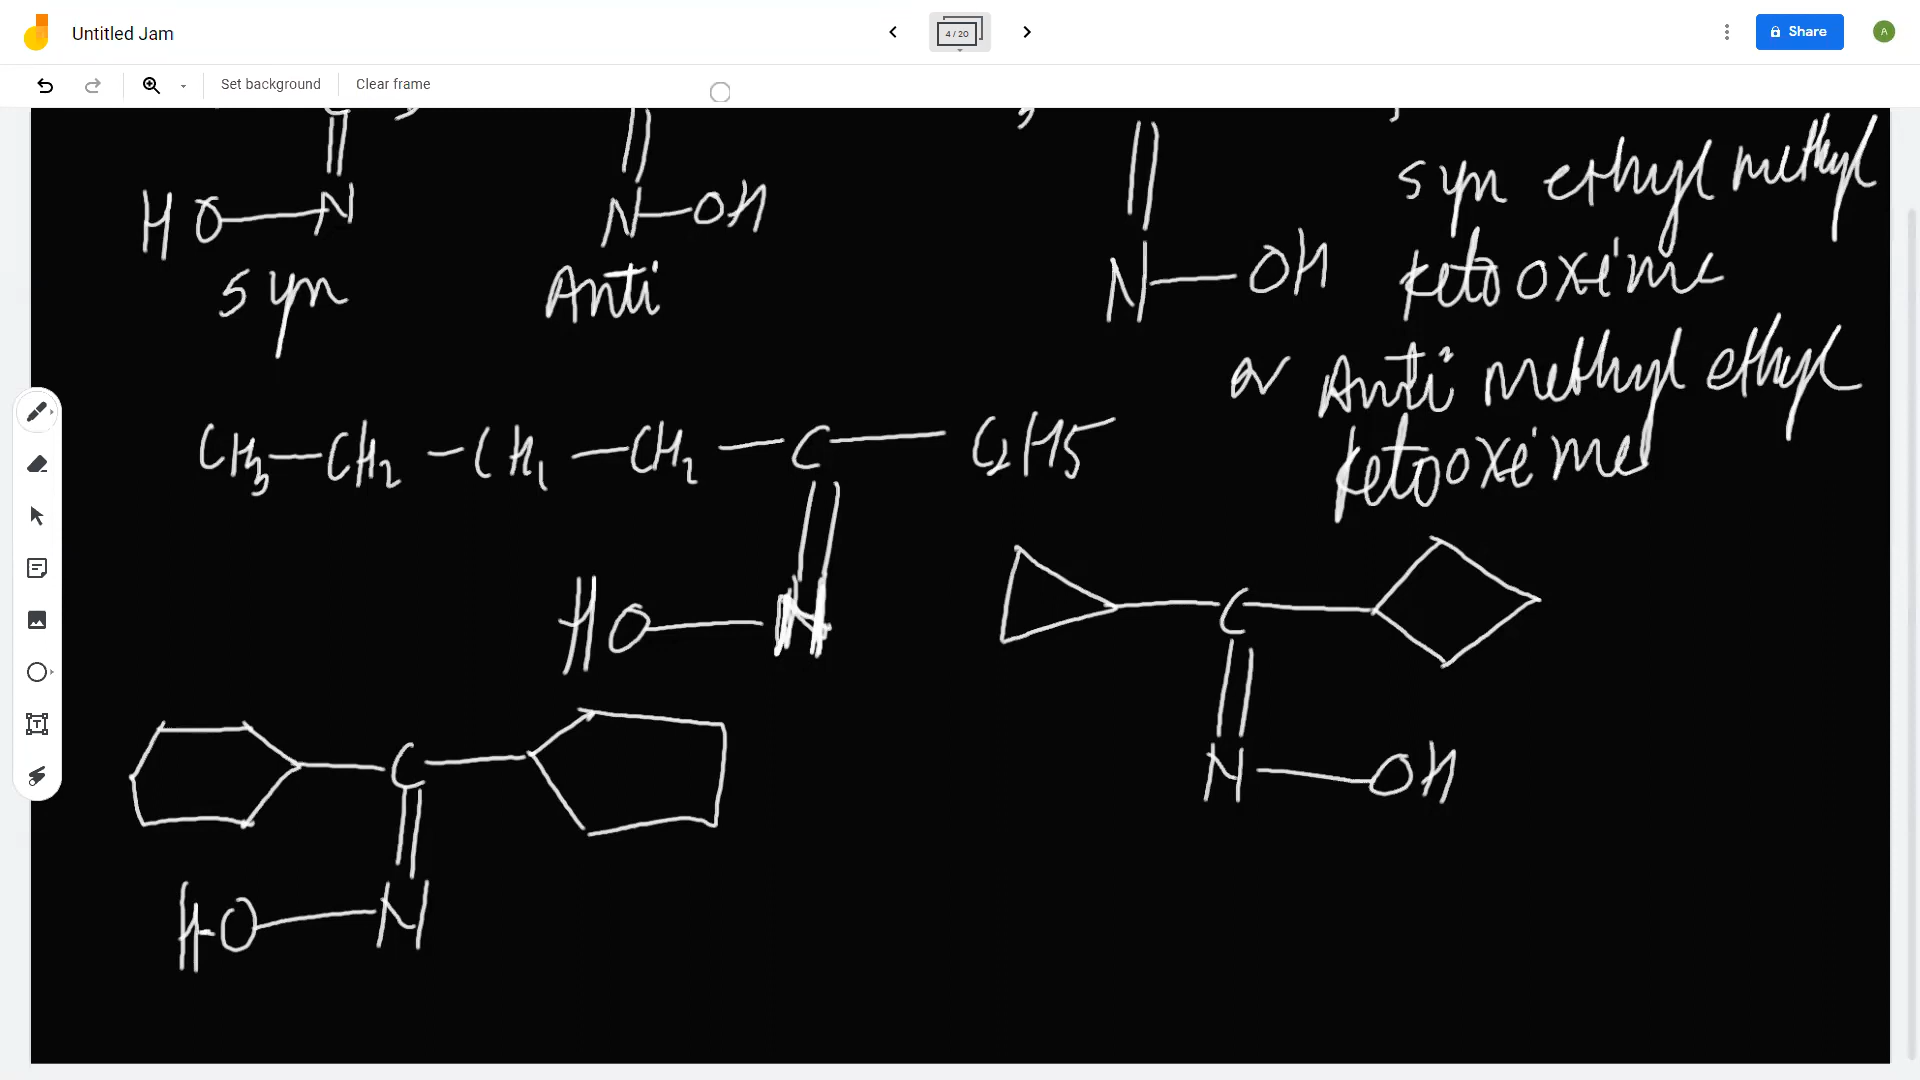 Untitled Jam
4 / 20
Share
A
Set background
Clear frame
HO—N
N—OH
syn
Anti
N—OH
syn ethyl methyl
ketooxime
or Anti methyl ethyl
ketooxime
CH3—CH2—CH2—CH2—C—C2H5
HO—N
C
N—OH
C
HO—N